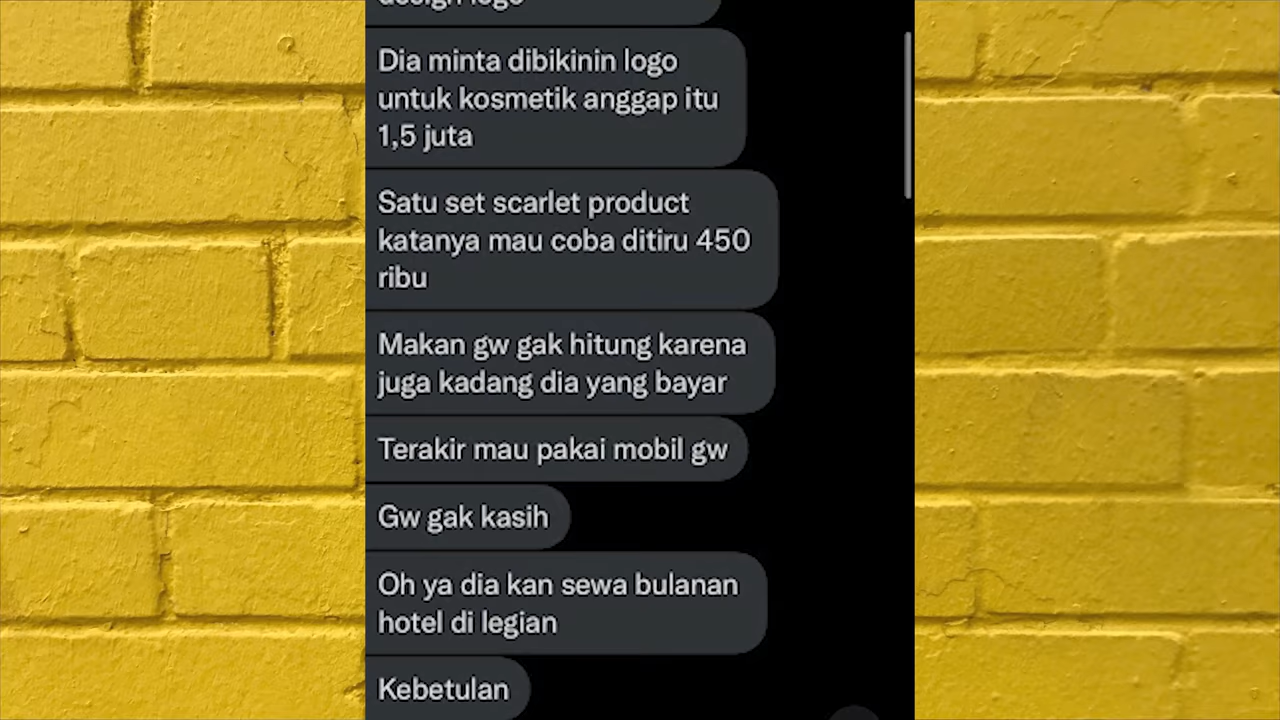 design logo
Dia minta dibikinin logo
untuk kosmetik anggap itu
1,5 juta
Satu set scarlet product
katanya mau coba ditiru 450
ribu
Makan gw gak hitung karena
juga kadang dia yang bayar
Terakir mau pakai mobil gw
Gw gak kasih
Oh ya dia kan sewa bulanan
hotel di legian
Kebetulan